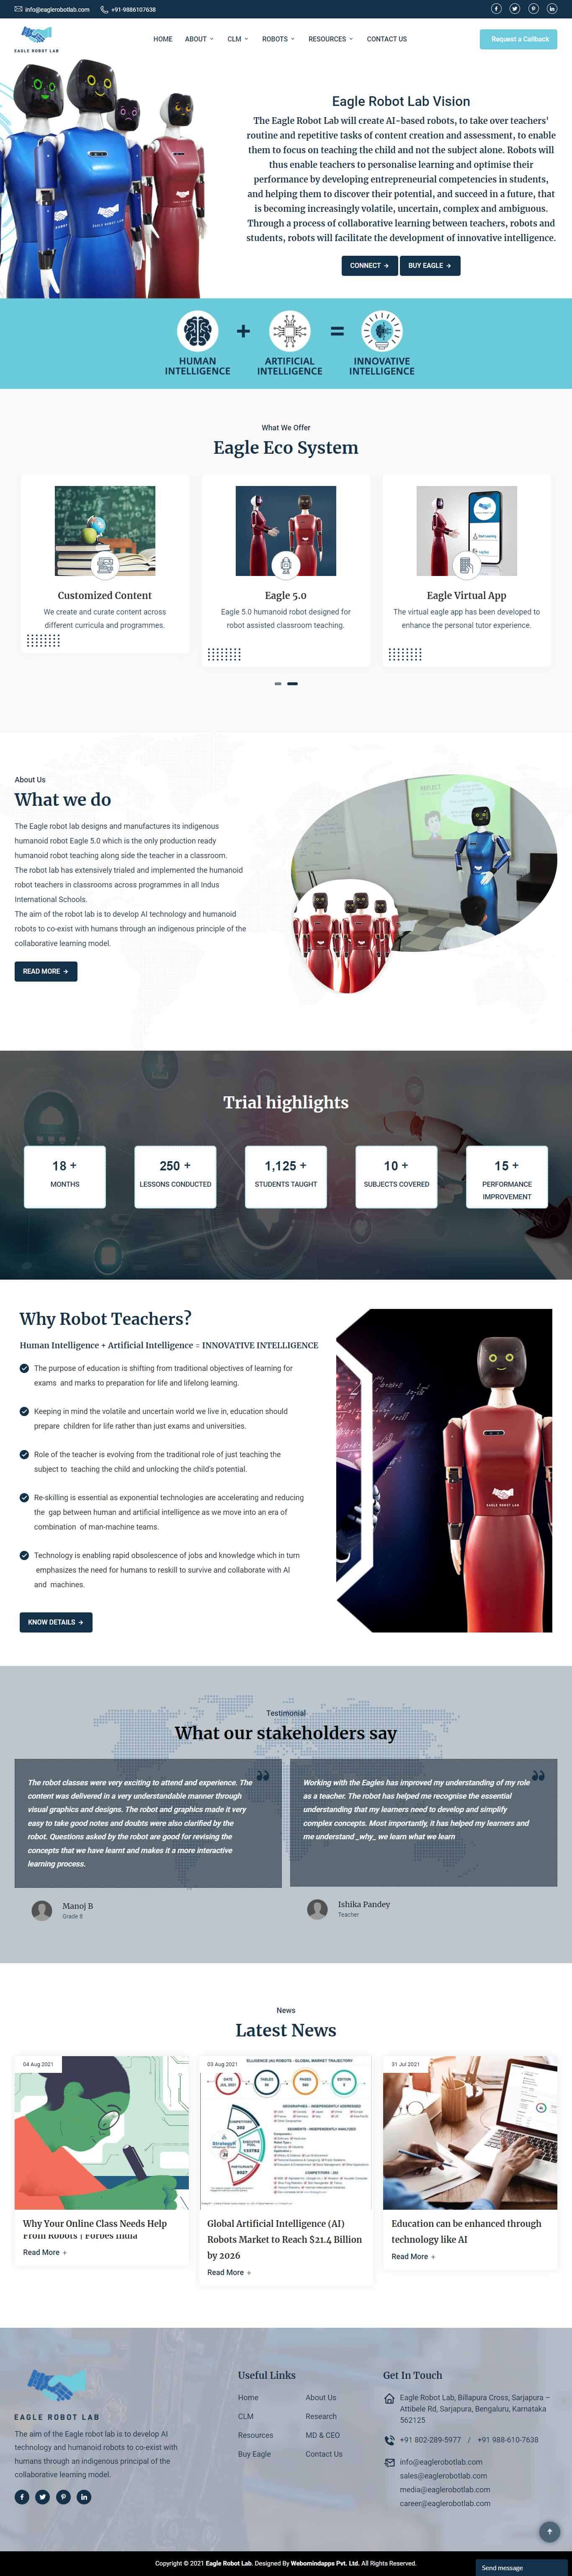 info@eaglerobotlab.com +91-9886107638
EAGLE ROBOT LAB
HOME ABOUT CLM ROBOTS RESOURCES CONTACT US
Request a Callback
Eagle Robot Lab Vision
The Eagle Robot Lab will create AI-based robots, to take over teachers'
routine and repetitive tasks of content creation and assessment, to enable
them to focus on teaching the child and not the subject alone. Robots will
thus enable teachers to personalise learning and optimise their
performance by developing entrepreneurial competencies in students,
and helping them to discover their potential, and succeed in a future, that
is becoming increasingly volatile, uncertain, complex and ambiguous.
Through a process of collaborative learning between teachers, robots and
students, robots will facilitate the development of innovative intelligence.
CONNECT → BUY EAGLE →
HUMAN INTELLIGENCE + ARTIFICIAL INTELLIGENCE = INNOVATIVE INTELLIGENCE
What We Offer
Eagle Eco System
Customized Content
We create and curate content across
different curricula and programmes.
Eagle 5.0
Eagle 5.0 humanoid robot designed for
robot assisted classroom teaching.
Eagle Virtual App
The virtual eagle app has been developed to
enhance the personal tutor experience.
About Us
What we do
The Eagle robot lab designs and manufactures its indigenous
humanoid robot Eagle 5.0 which is the only production ready
humanoid robot teaching along side the teacher in a classroom.
The robot lab has extensively trialed and implemented the humanoid
robot teachers in classrooms across programmes in all Indus
International Schools.
The aim of the robot lab is to develop AI technology and humanoid
robots to co-exist with humans through an indigenous principle of the
collaborative learning model.
READ MORE →
REFLECT
Trial highlights
18 +
MONTHS
250 +
LESSONS CONDUCTED
1,125 +
STUDENTS TAUGHT
10 +
SUBJECTS COVERED
15 +
PERFORMANCE
IMPROVEMENT
Why Robot Teachers?
Human Intelligence + Artificial Intelligence = INNOVATIVE INTELLIGENCE
The purpose of education is shifting from traditional objectives of learning for
exams and marks to preparation for life and lifelong learning.
Keeping in mind the volatile and uncertain world we live in, education should
prepare children for life rather than just exams and universities.
Role of the teacher is evolving from the traditional role of just teaching the
subject to teaching the child and unlocking the child's potential.
Re-skilling is essential as exponential technologies are accelerating and reducing
the gap between human and artificial intelligence as we move into an era of
combination of man-machine teams.
Technology is enabling rapid obsolescence of jobs and knowledge which in turn
emphasizes the need for humans to reskill to survive and collaborate with AI
and machines.
KNOW DETAILS →
EAGLE ROBOT LAB
Testimonial
What our stakeholders say
The robot classes were very exciting to attend and experience. The
content was delivered in a very understandable manner through
visual graphics and designs. The robot and graphics made it very
easy to take good notes and doubts were also clarified by the
robot. Questions asked by the robot are good for revising the
concepts that we have learnt and makes it a more interactive
learning process.
Manoj B
Grade 8
Working with the Eagles has improved my understanding of my role
as a teacher. The robot has helped me recognise the essential
understanding that my learners need to develop and simplify
complex concepts. Most importantly, it has helped my learners and
me understand _why_ we learn what we learn
Ishika Pandey
Teacher
News
Latest News
04 Aug 2021
Why Your Online Class Needs Help
From Robots | Forbes India
Read More →
03 Aug 2021
Global Artificial Intelligence (AI)
Robots Market to Reach $21.4 Billion
by 2026
Read More →
31 Jul 2021
Education can be enhanced through
technology like AI
Read More →
EAGLE ROBOT LAB
The aim of the Eagle robot lab is to develop AI
technology and humanoid robots to co-exist with
humans through an indigenous principal of the
collaborative learning model.
Useful Links
Home About Us
CLM Research
Resources MD & CEO
Buy Eagle Contact Us
Get In Touch
Eagle Robot Lab, Billapura Cross, Sarjapura –
Attibele Rd, Sarjapura, Bengaluru, Karnataka
562125
+91 802-289-5977 / +91 988-610-7638
info@eaglerobotlab.com
sales@eaglerobotlab.com
media@eaglerobotlab.com
career@eaglerobotlab.com
Copyright © 2021 Eagle Robot Lab. Designed By Webomindapps Pvt. Ltd. All Rights Reserved.
Send message